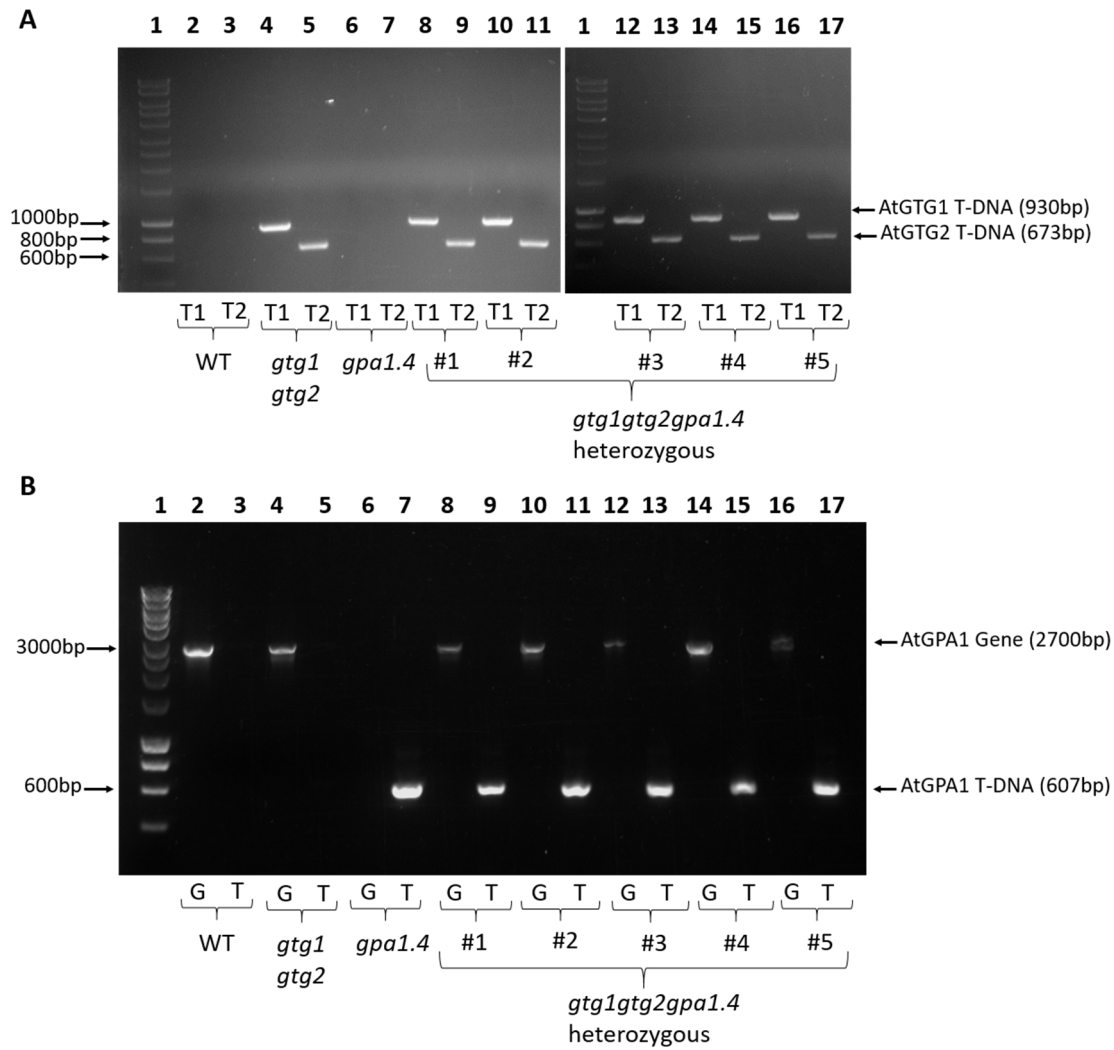 A
1 2 3 4 5 6 7 8 9 10 11 1 12 13 14 15 16 17
1000bp
800bp
600bp
AtGTG1 T-DNA (930bp)
AtGTG2 T-DNA (673bp)
T1 T2 T1 T2 T1 T2 T1 T2 T1 T2 T1 T2 T1 T2 T1 T2
WT gtg1 gpa1.4 #1 #2 #3 #4 #5
gtg2
gtg1gtg2gpa1.4
heterozygous
B
1 2 3 4 5 6 7 8 9 10 11 12 13 14 15 16 17
3000bp
AtGPA1 Gene (2700bp)
600bp
AtGPA1 T-DNA (607bp)
G T G T G T G T G T G T G T G T
WT gtg1 gpa1.4 #1 #2 #3 #4 #5
gtg2
gtg1gtg2gpa1.4
heterozygous